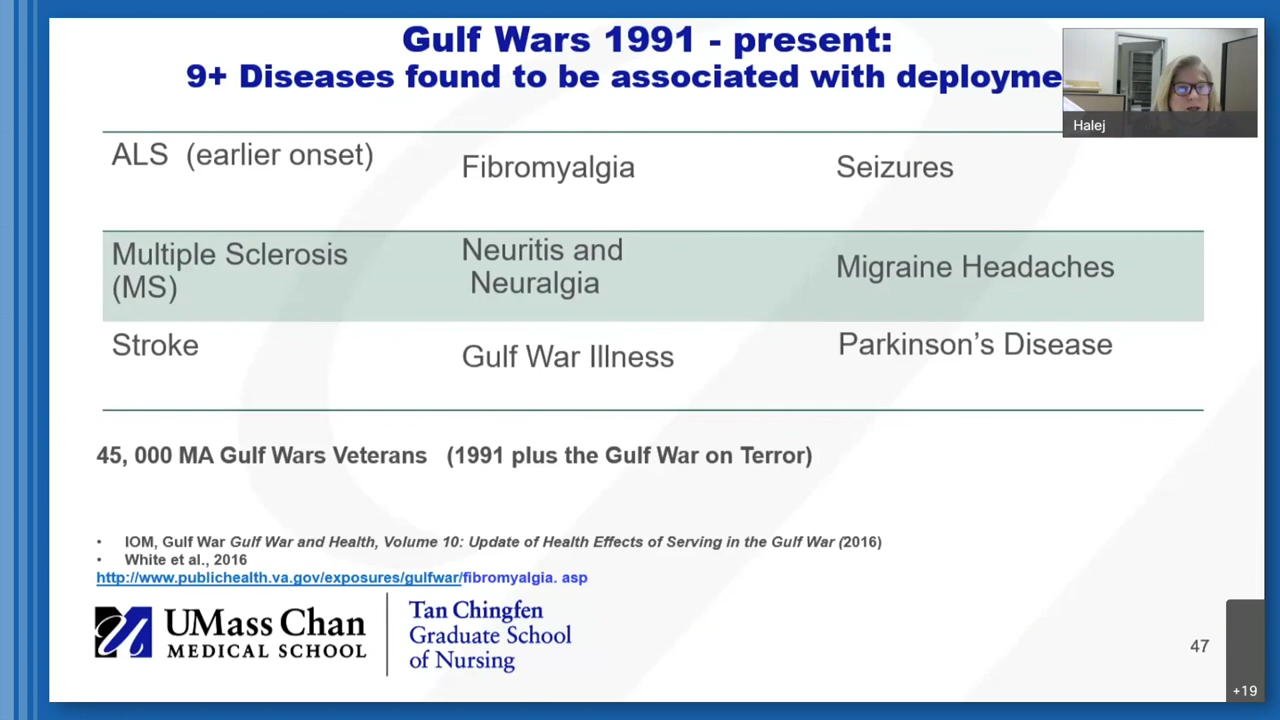 Gulf Wars 1991 - present:
9+ Diseases found to be associated with deployme
Halej
ALS (earlier onset)
Fibromyalgia
Seizures
Multiple Sclerosis
(MS)
Neuritis and
Neuralgia
Migraine Headaches
Stroke
Gulf War Illness
Parkinson’s Disease
45, 000 MA Gulf Wars Veterans (1991 plus the Gulf War on Terror)
• IOM, Gulf War Gulf War and Health, Volume 10: Update of Health Effects of Serving in the Gulf War (2016)
• White et al., 2016
http://www.publichealth.va.gov/exposures/gulfwar/fibromyalgia. asp
UMass Chan
MEDICAL SCHOOL
Tan Chingfen
Graduate School
of Nursing
47
+19